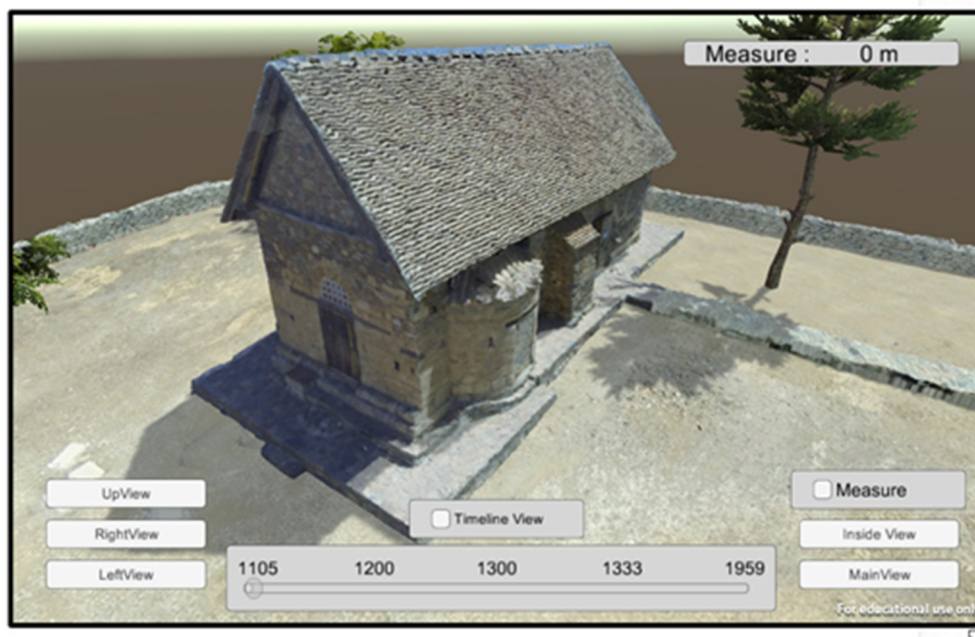 Measure : 0 m
UpView
RightView
LeftView
Timeline View
1105 1200 1300 1333 1959
Measure
Inside View
MainView
For educational use onl